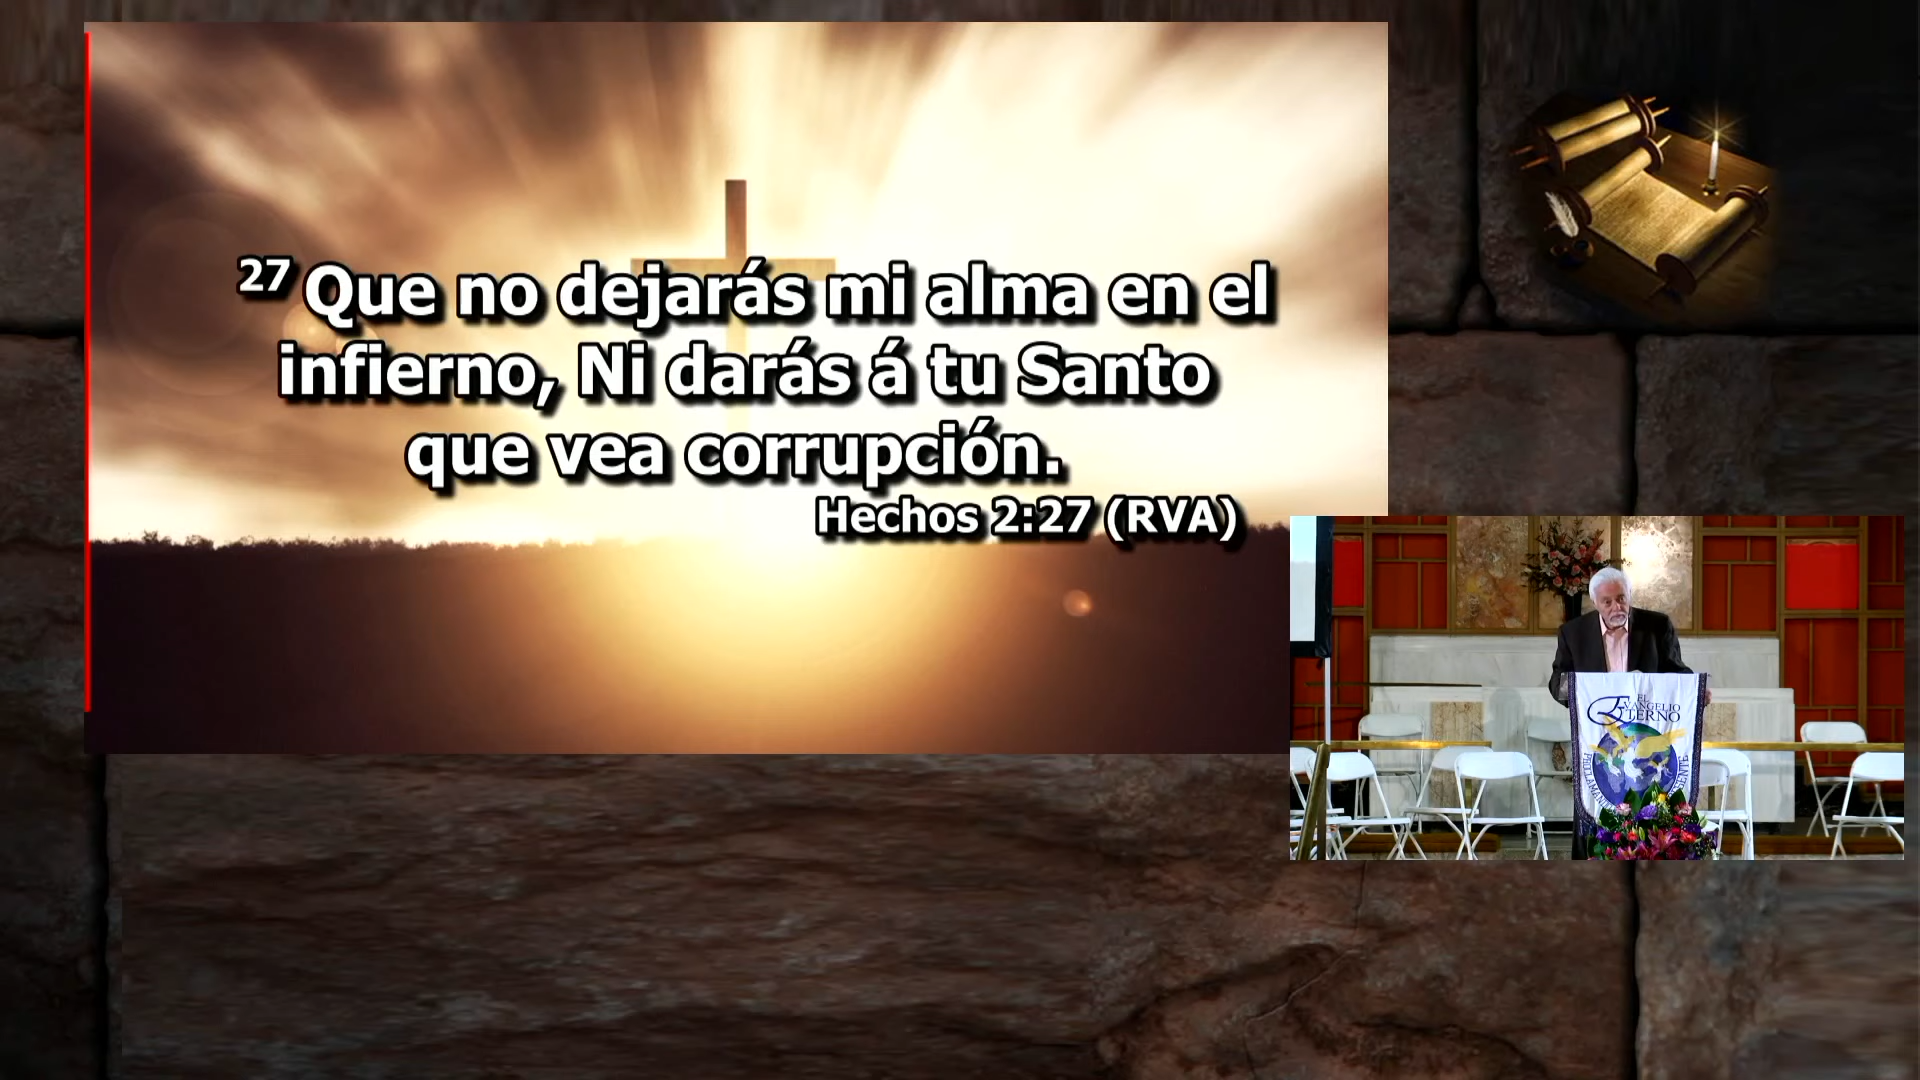 27 Que no dejarás mi alma en el
infierno, Ni darás á tu Santo
que vea corrupción.
Hechos 2:27 (RVA)
EL
EVANGELIO
ETERNO